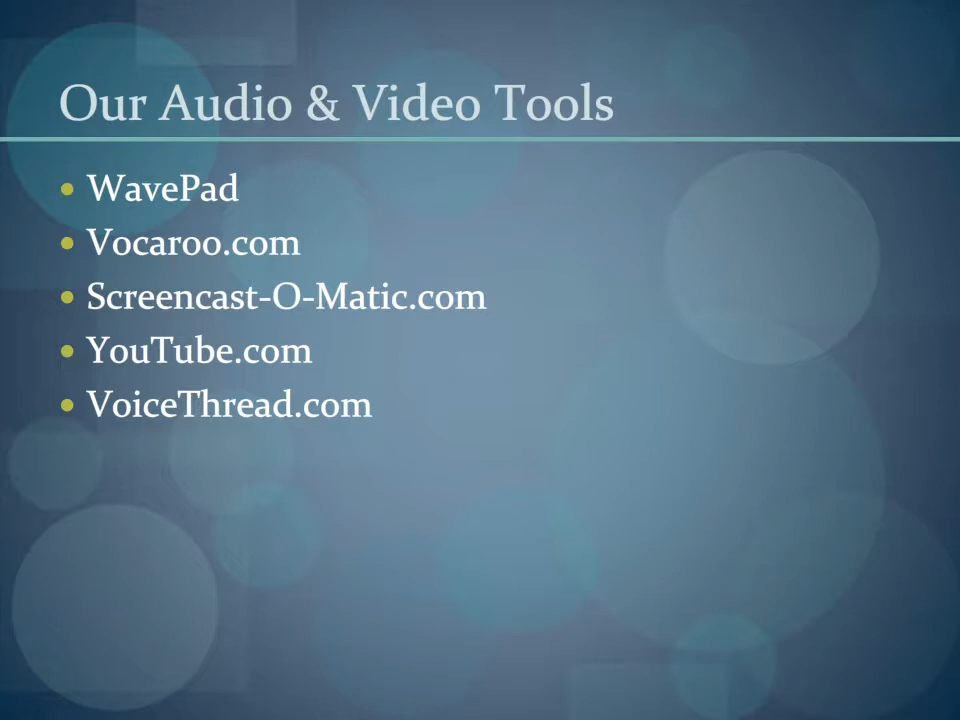 Our Audio & Video Tools
• WavePad
• Vocaroo.com
• Screencast-O-Matic.com
• YouTube.com
• VoiceThread.com